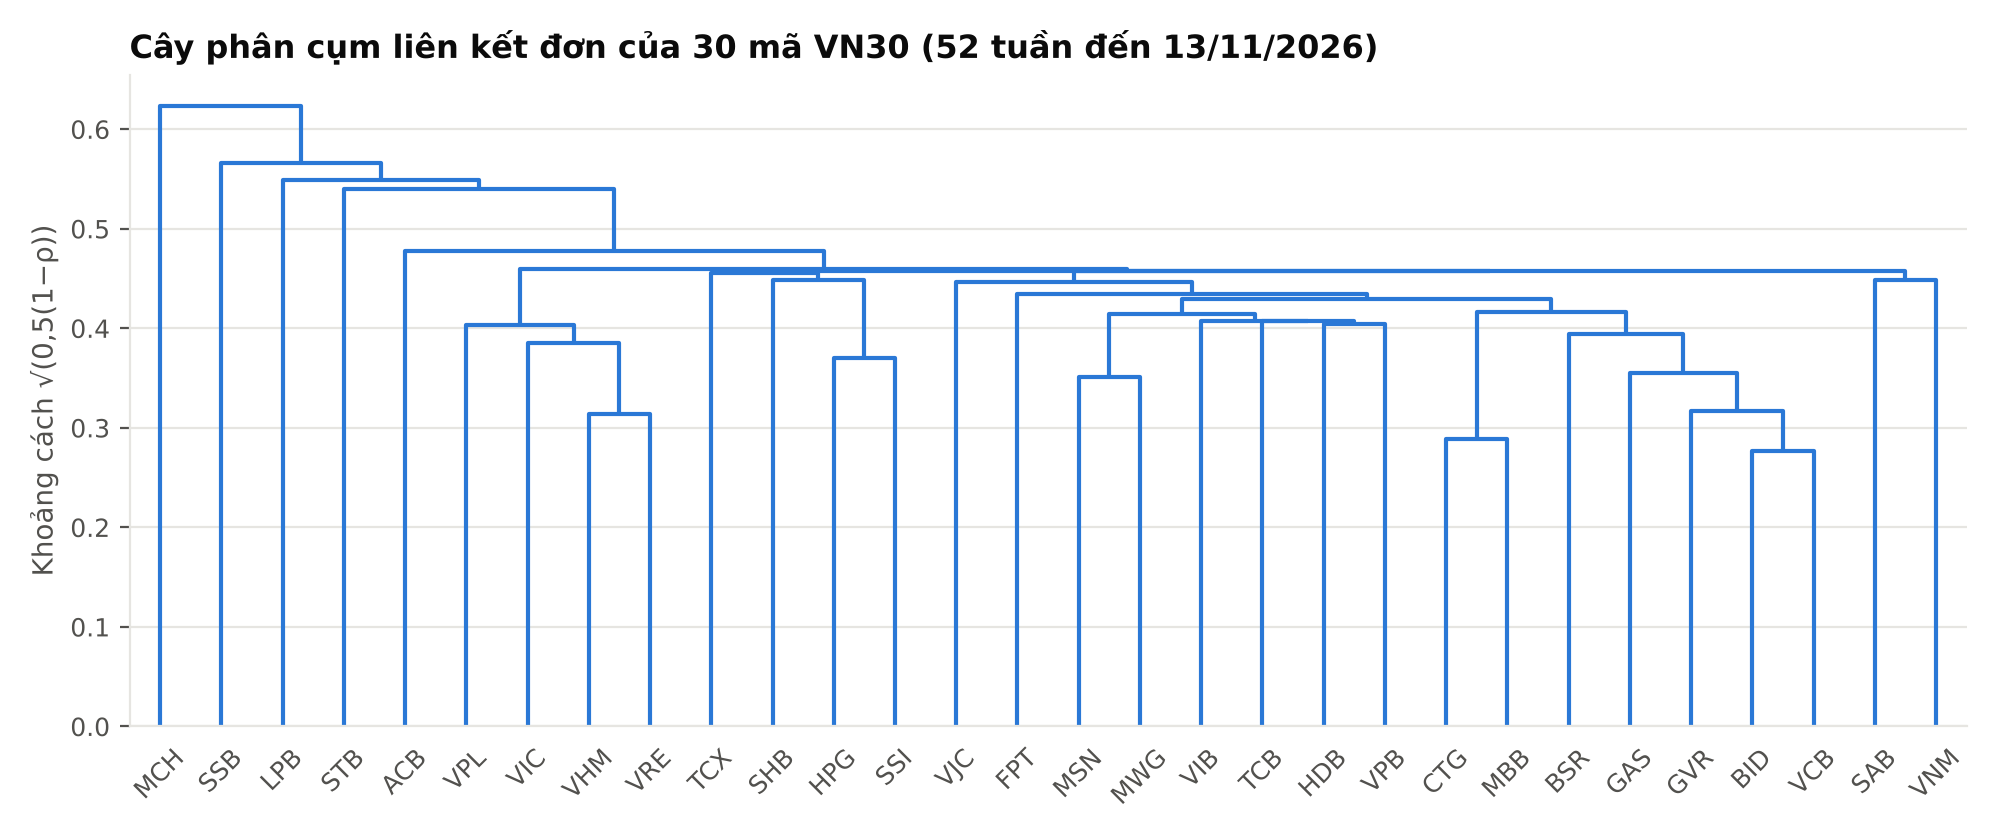 Cây phân cụm liên kết đơn của 30 mã VN30 (52 tuần đến 13/11/2026)
Khoảng cách √(0,5(1−ρ))
0.6
0.5
0.4
0.3
0.2
0.1
0.0
MCH SSB LPB STB ACB VPL VIC VHM VRE TCX SHB HPG SSI VJC FPT MSN MWG VIB TCB HDB VPB CTG MBB BSR GAS GVR BID VCB SAB VNM